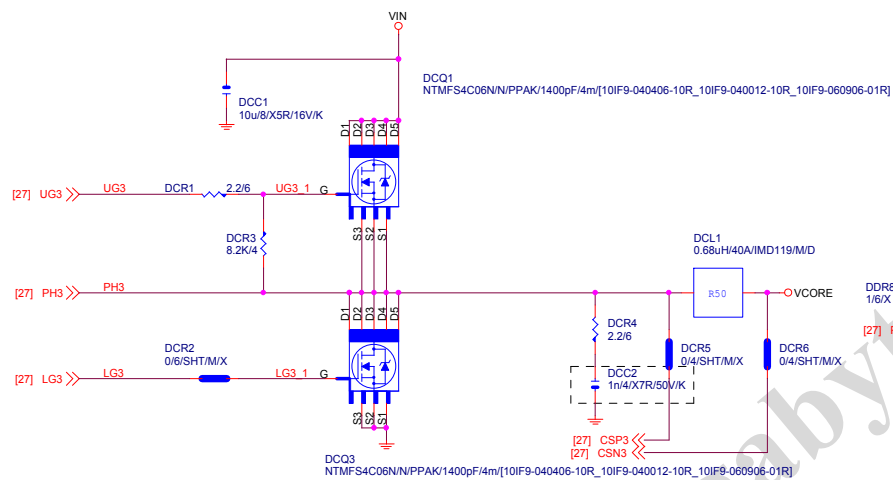 VIN
DCQ1
NTMFS4C06N/N/PPAK/1400pF/4m/[10IF9-040406-10R_10IF9-040012-10R_10IF9-060906-01R]
DCC1
10u/8/X5R/16V/K
D1
D2
D3
D4
D5
[27] UG3
UG3
DCR1
2.2/6
UG3_1
G
S3
S2
S1
DCR3
8.2K/4
DCL1
0.68uH/40A/IMD119/M/D
[27] PH3
PH3
R50
VCORE
DDR8
1/6/X
[27]
D1
D2
D3
D4
D5
DCR2
0/6/SHT/M/X
[27] LG3
LG3
LG3_1
G
S3
S2
S1
DCR4
2.2/6
DCR5
0/4/SHT/M/X
DCR6
0/4/SHT/M/X
DCC2
1n/4/X7R/50V/K
[27] CSP3
[27] CSN3
DCQ3
NTMFS4C06N/N/PPAK/1400pF/4m/[10IF9-040406-10R_10IF9-040012-10R_10IF9-060906-01R]